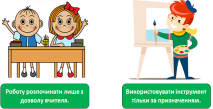 Роботу розпочинати лише з
дозволу вчителя.
Використовувати інструмент
тільки за призначенням.